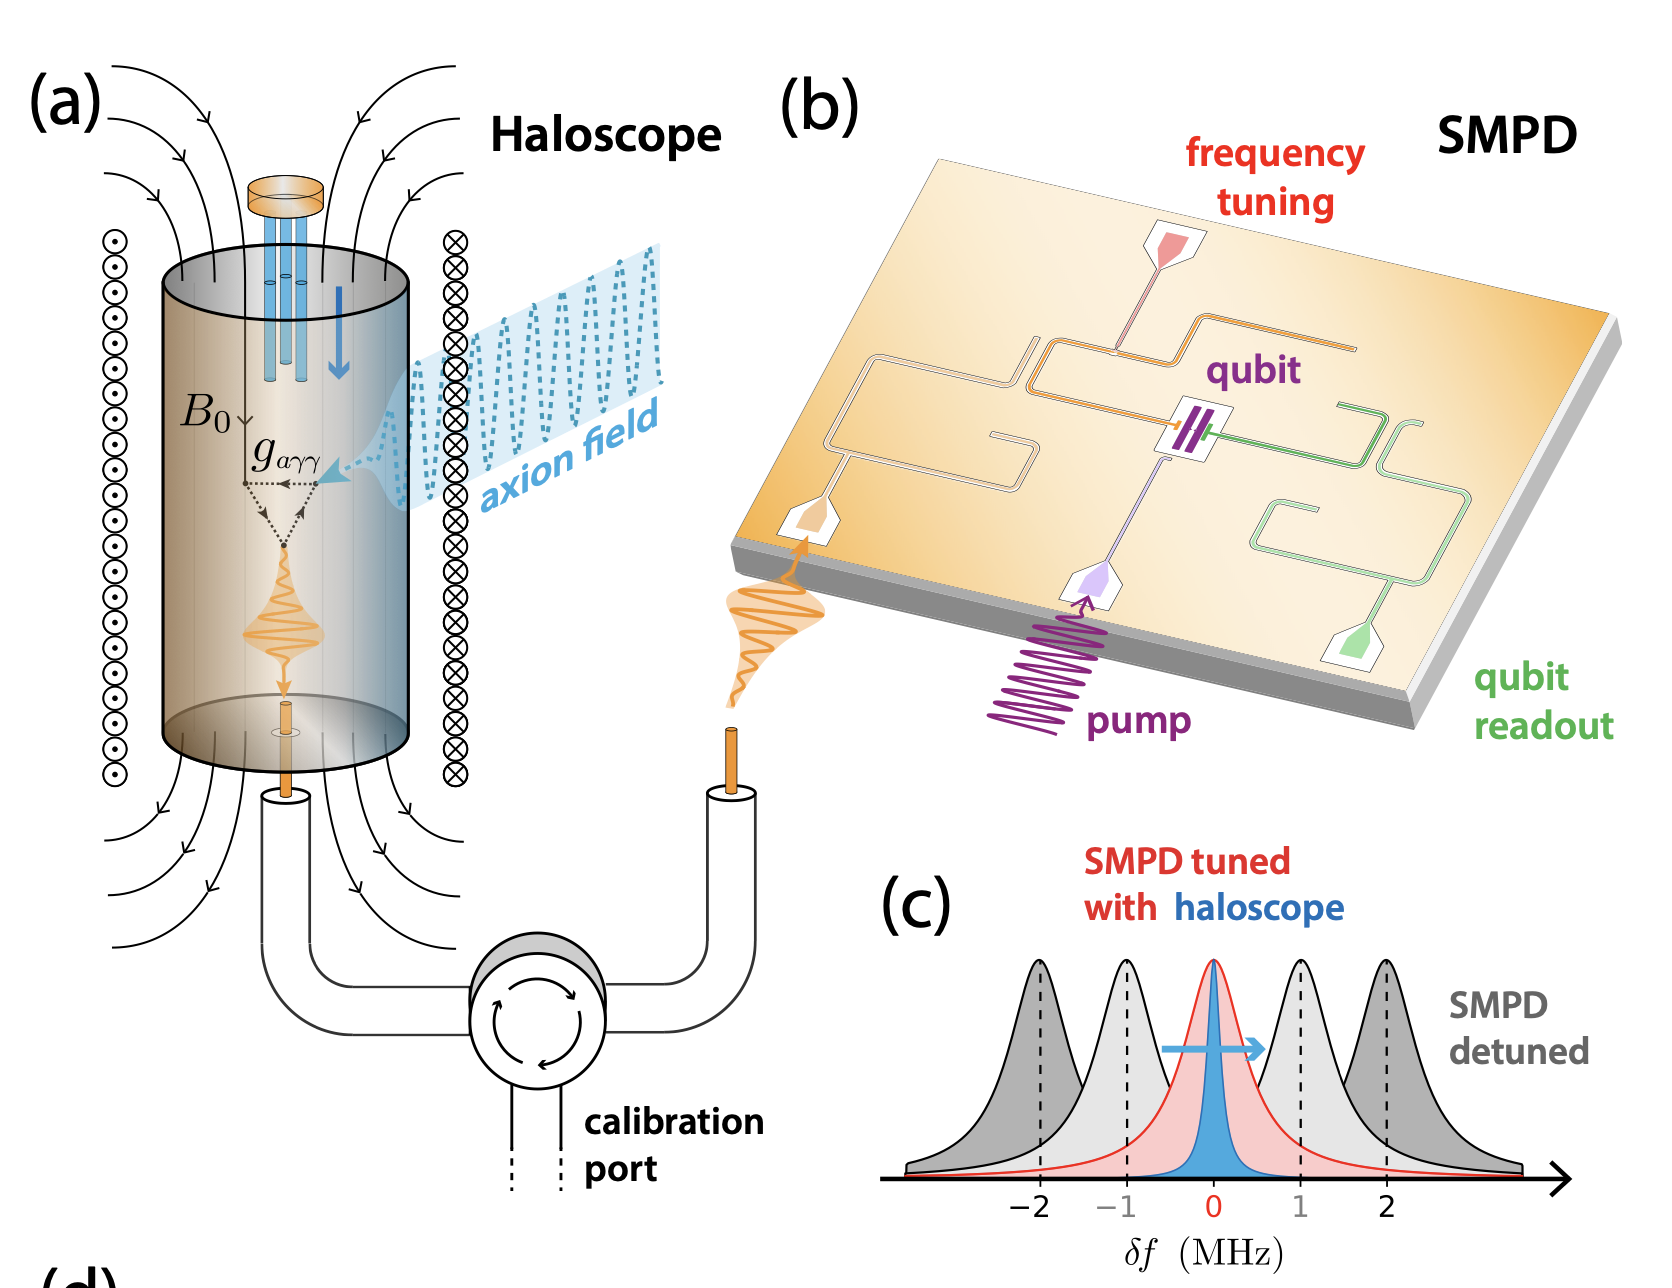 (a)
Haloscope
B₀
gₐγγ
axion field
calibration
port
(b)
SMPD
frequency
tuning
qubit
pump
qubit
readout
(c)
SMPD tuned
with haloscope
SMPD
detuned
−2 −1 0 1 2
δf (MHz)
(d)